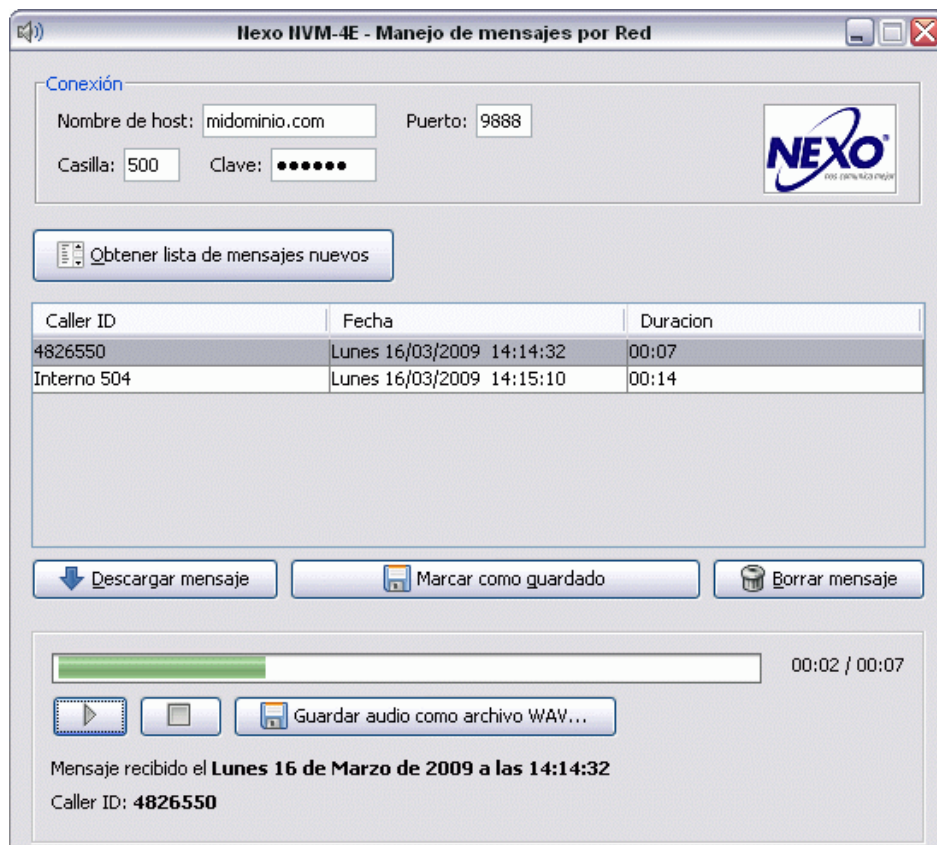 Nexo NVM-4E - Manejo de mensajes por Red
Conexión
Nombre de host: midominio.com Puerto: 9888
Casilla: 500 Clave: ●●●●●●
NEXO
nos comunica mejor
Obtener lista de mensajes nuevos
Caller ID Fecha Duracion
4826550 Lunes 16/03/2009 14:14:32 00:07
Interno 504 Lunes 16/03/2009 14:15:10 00:14
Descargar mensaje Marcar como guardado Borrar mensaje
00:02 / 00:07
Guardar audio como archivo WAV...
Mensaje recibido el Lunes 16 de Marzo de 2009 a las 14:14:32
Caller ID: 4826550